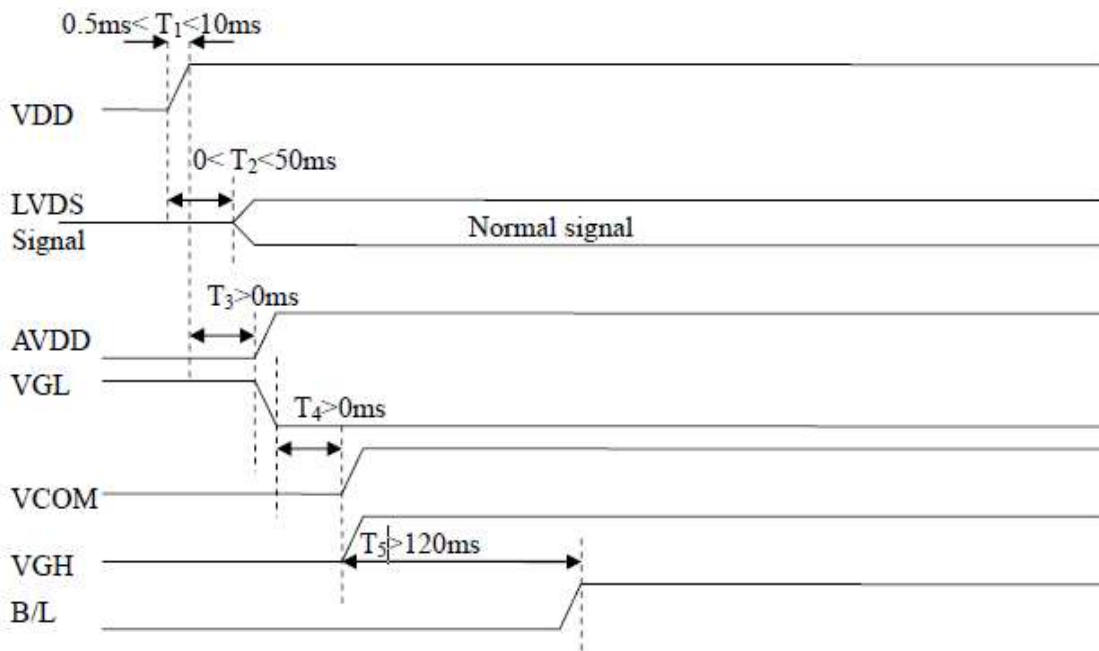 0.5ms< T₁<10ms
VDD
0< T₂<50ms
LVDS
Signal
Normal signal
T₃>0ms
AVDD
VGL
T₄>0ms
VCOM
T₅>120ms
VGH
B/L